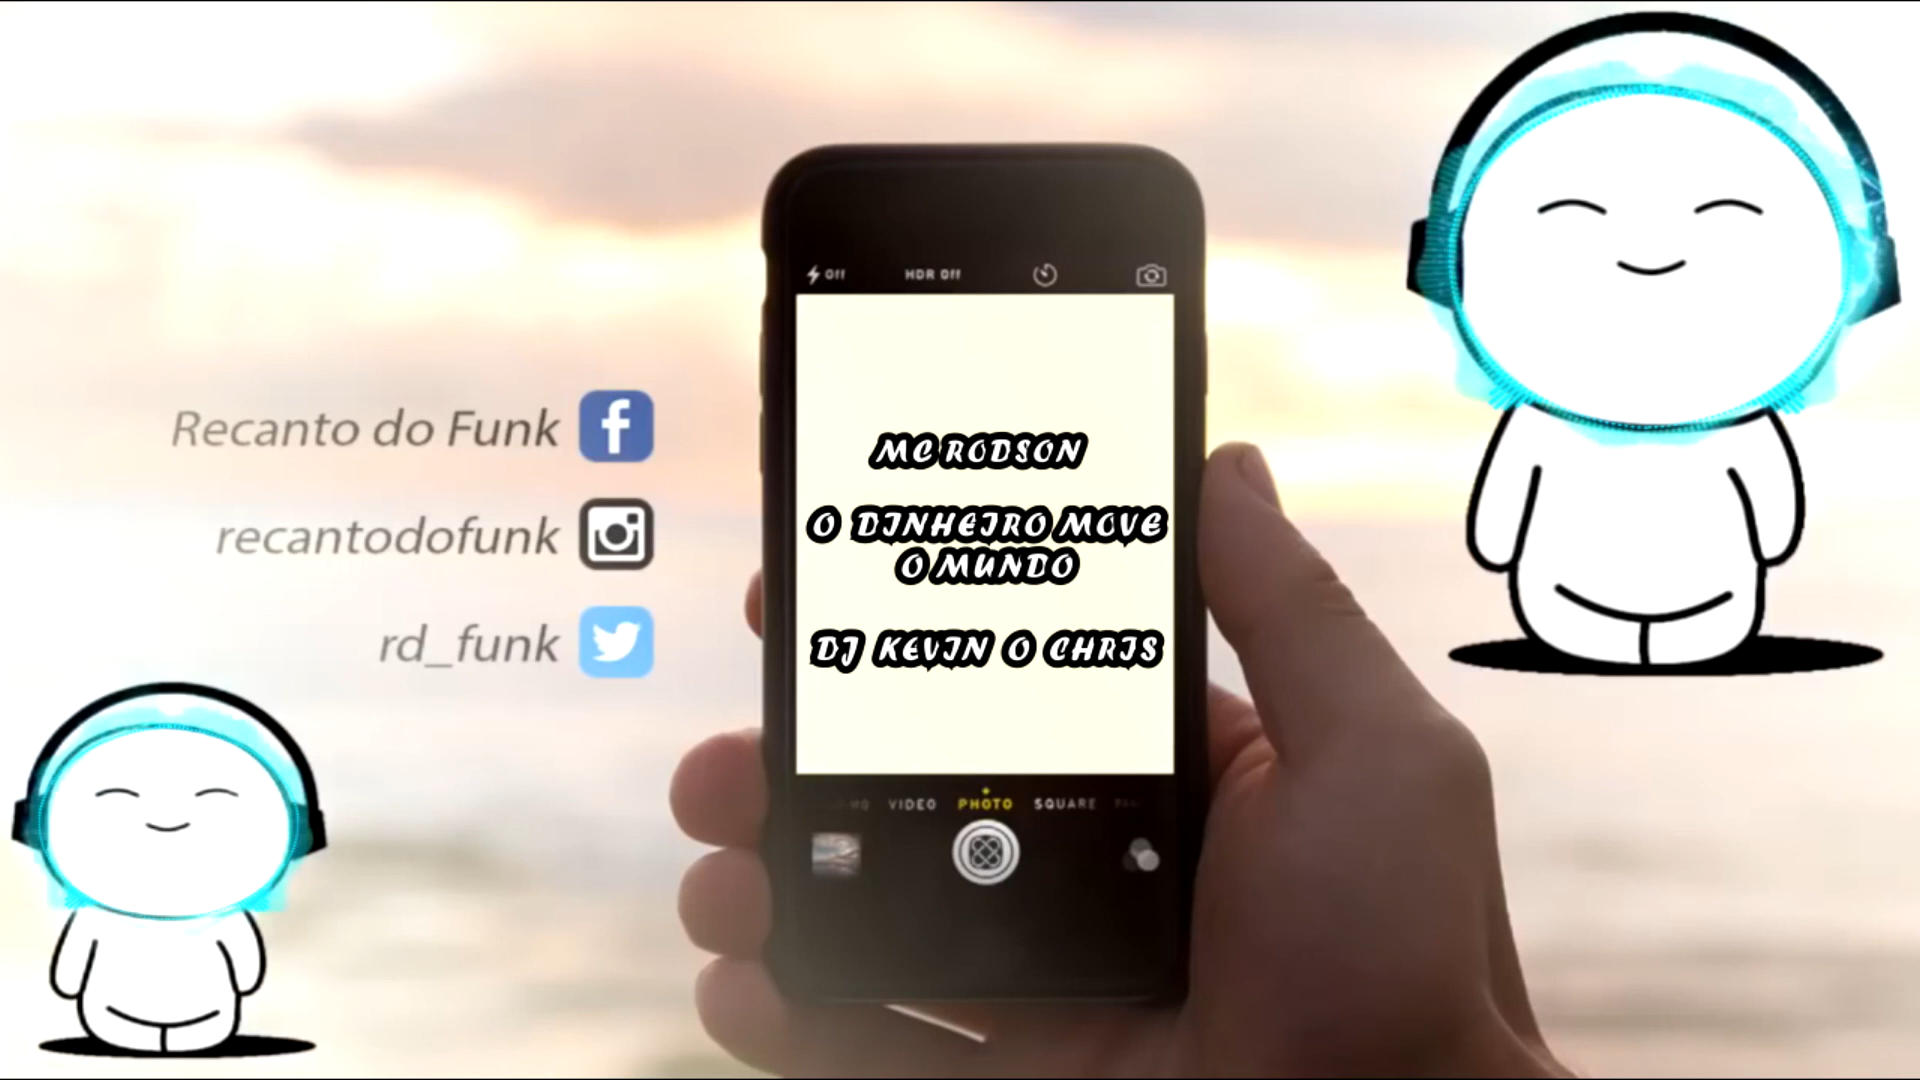 Recanto do Funk
recantodofunk
rd_funk
Off
HDR Off
MC RODSON
O DINHEIRO MOVE
O MUNDO
DJ KEVIN O CHRIS
VIDEO
PHOTO
SQUARE